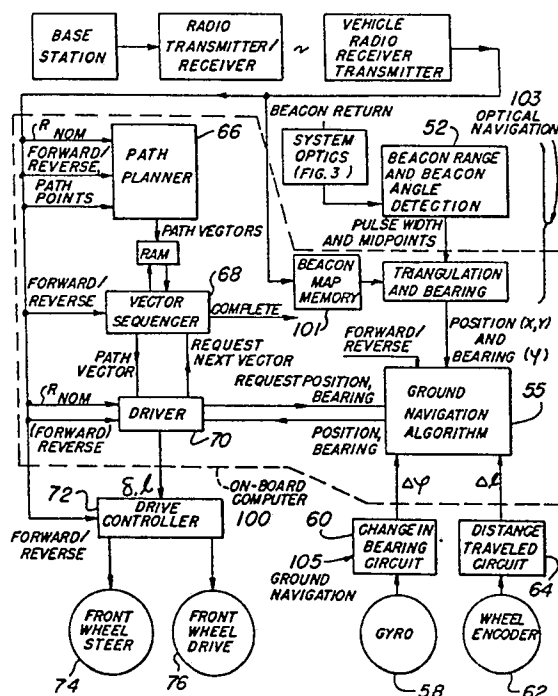 BASE
STATION
RADIO
TRANSMITTER/
RECEIVER
~
VEHICLE
RADIO
RECEIVER
TRANSMITTER
R NOM
FORWARD/
REVERSE
PATH
POINTS
66
PATH
PLANNER
BEACON RETURN
SYSTEM
OPTICS
(FIG. 3)
52
BEACON RANGE
AND BEACON
ANGLE
DETECTION
103
OPTICAL
NAVIGATION
PULSE WIDTH
AND MIDPOINTS
PATH VECTORS
RAM
68
FORWARD/
REVERSE
VECTOR
SEQUENCER
COMPLETE
BEACON
MAP
MEMORY
101
TRIANGULATION
AND BEARING
POSITION (X,Y)
AND
BEARING (Ψ)
PATH
VECTOR
REQUEST
NEXT VECTOR
FORWARD/
REVERSE
R NOM
(FORWARD)
REVERSE
DRIVER
70
REQUEST POSITION,
BEARING
POSITION,
BEARING
GROUND
NAVIGATION
ALGORITHM
55
δ, l
ON-BOARD
COMPUTER
100
72
DRIVE
CONTROLLER
FORWARD/
REVERSE
Δφ
Δl
60
105
GROUND
NAVIGATION
CHANGE IN
BEARING
CIRCUIT
DISTANCE
TRAVELED
CIRCUIT
64
FRONT
WHEEL
STEER
74
FRONT
WHEEL
DRIVE
76
GYRO
58
WHEEL
ENCODER
62